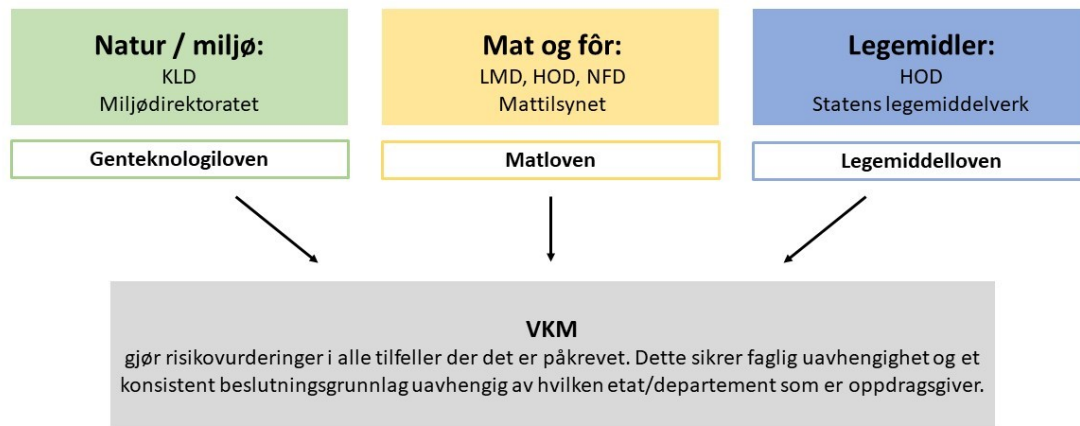 Natur / miljø:
KLD
Miljødirektoratet
Genteknologiloven
Mat og fôr:
LMD, HOD, NFD
Mattilsynet
Matloven
Legemidler:
HOD
Statens legemiddelverk
Legemiddelloven
VKM
gjør risikovurderinger i alle tilfeller der det er påkrevet. Dette sikrer faglig uavhengighet og et
konsistent beslutningsgrunnlag uavhengig av hvilken etat/departement som er oppdragsgiver.